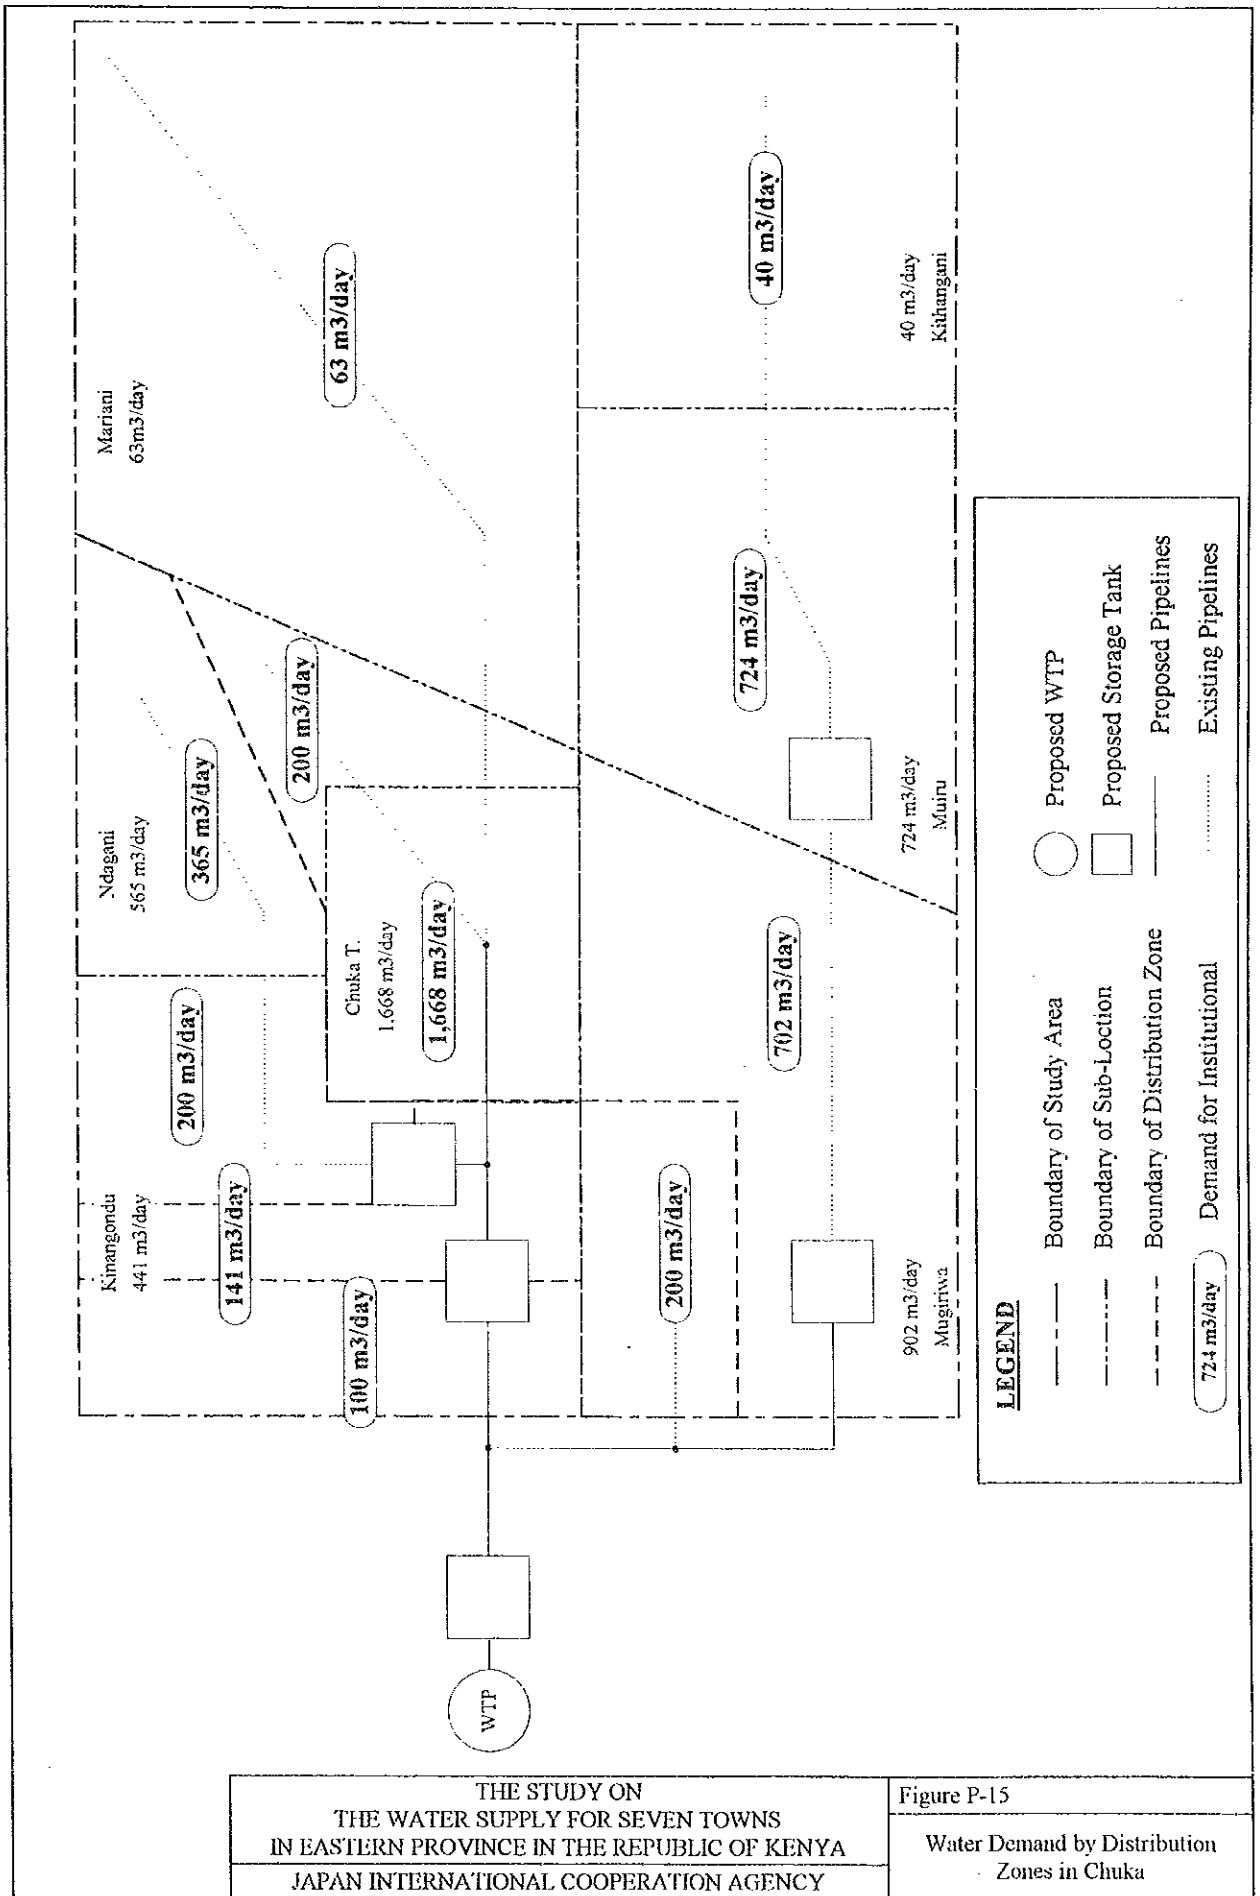 Mariani
63m3/day
63 m3/day
40 m3/day
40 m3/day
Kithangani
Ndagani
565 m3/day
365 m3/day
200 m3/day
724 m3/day
724 m3/day
Muiru
Chuka T.
1,668 m3/day
1,668 m3/day
702 m3/day
200 m3/day
Kinangondu
441 m3/day
141 m3/day
100 m3/day
200 m3/day
902 m3/day
Mugiriwa
WTP
LEGEND
Boundary of Study Area
Boundary of Sub-Loction
Boundary of Distribution Zone
724 m3/day
Demand for Institutional
Proposed WTP
Proposed Storage Tank
Proposed Pipelines
Existing Pipelines
THE STUDY ON
THE WATER SUPPLY FOR SEVEN TOWNS
IN EASTERN PROVINCE IN THE REPUBLIC OF KENYA
JAPAN INTERNATIONAL COOPERATION AGENCY
Figure P-15
Water Demand by Distribution
Zones in Chuka